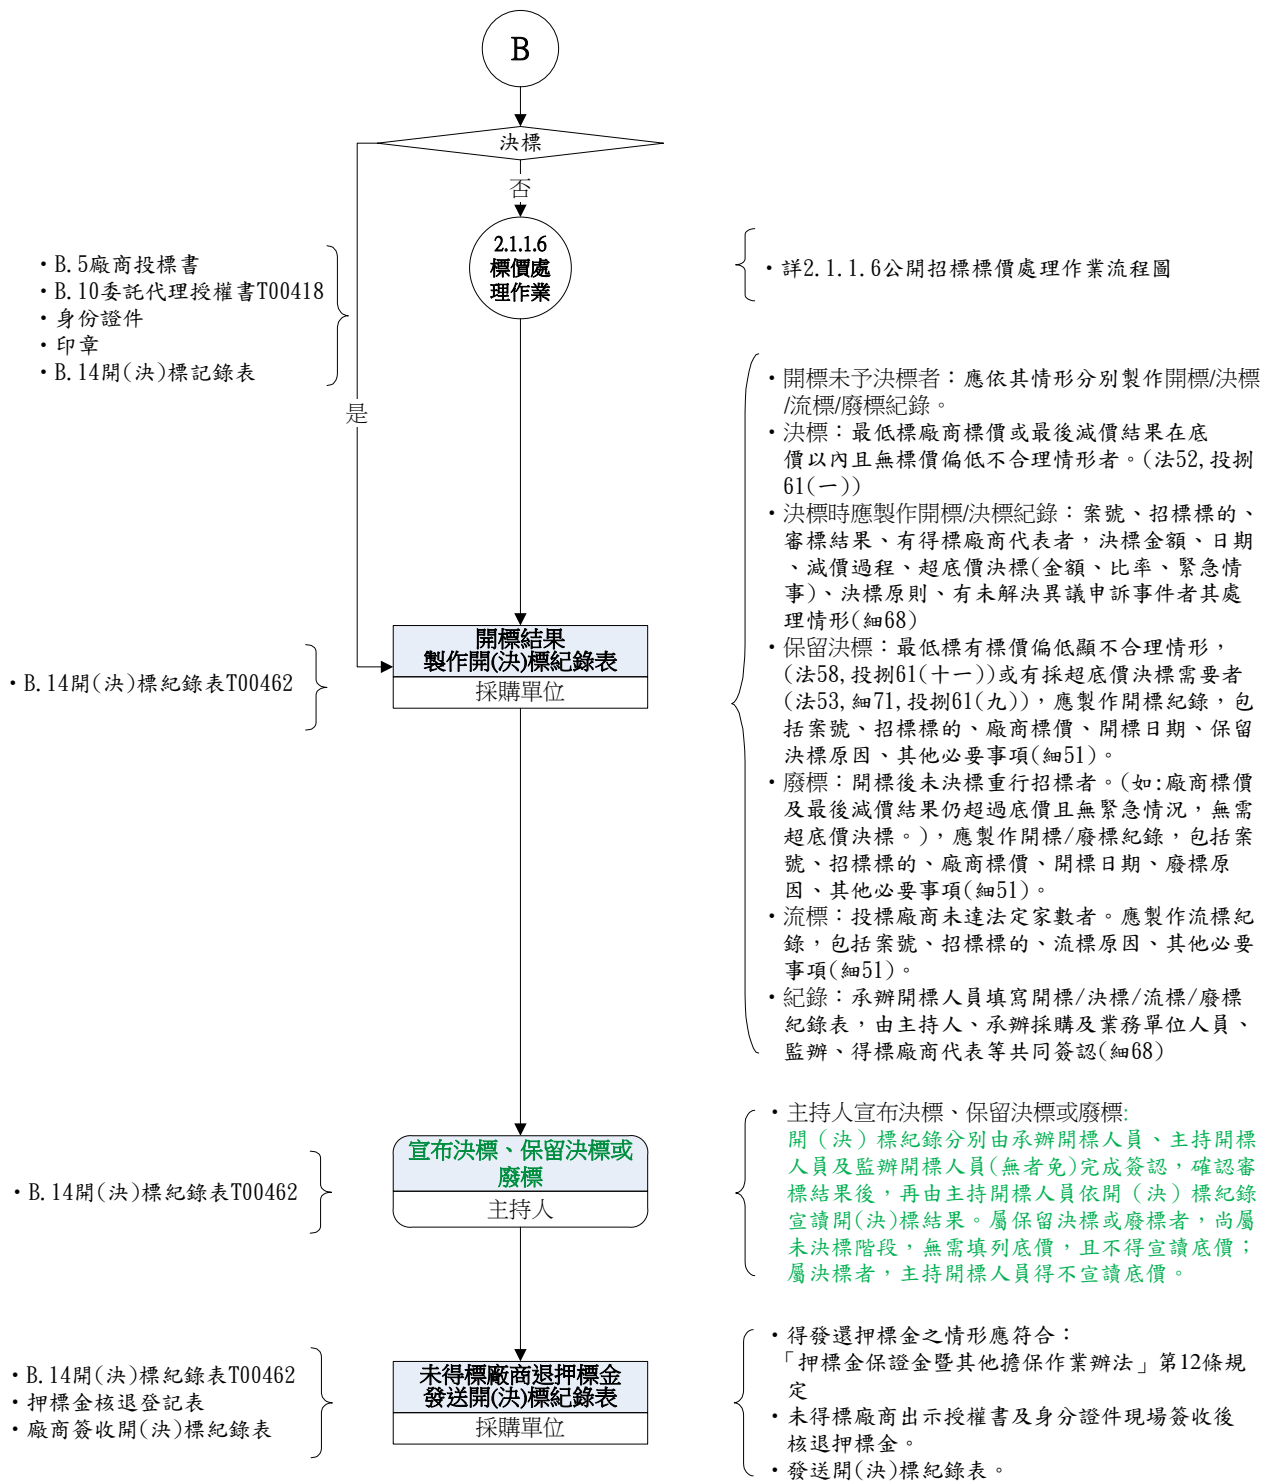 B
決標
否
2.1.1.6
標價處
理作業
・B.5廠商投標書
・B.10委託代理授權書T00418
・身份證件
・印章
・B.14開(決)標記錄表
・詳2.1.1.6公開招標標價處理作業流程圖
是
・開標未予決標者：應依其情形分別製作開標/決標
/流標/廢標紀錄。
・決標：最低標廠商標價或最後減價結果在底
價以內且無標價偏低不合理情形者。(法52,投捌
61(一))
・決標時應製作開標/決標紀錄：案號、招標標的、
審標結果、有得標廠商代表者，決標金額、日期
、減價過程、超底價決標(金額、比率、緊急情
事)、決標原則、有未解決異議申訴事件者其處
理情形(細68)
・保留決標：最低標有標價偏低顯不合理情形，
(法58,投捌61(十一))或有採超底價決標需要者
(法53,細71,投捌61(九))，應製作開標紀錄，包
括案號、招標標的、廠商標價、開標日期、保留
決標原因、其他必要事項(細51)。
・廢標：開標後未決標重行招標者。(如:廠商標價
及最後減價結果仍超過底價且無緊急情況，無需
超底價決標。)，應製作開標/廢標紀錄，包括案
號、招標標的、廠商標價、開標日期、廢標原
因、其他必要事項(細51)。
・流標：投標廠商未達法定家數者。應製作流標紀
錄，包括案號、招標標的、流標原因、其他必要
事項(細51)。
・紀錄：承辦開標人員填寫開標/決標/流標/廢標
紀錄表，由主持人、承辦採購及業務單位人員、
監辦、得標廠商代表等共同簽認(細68)
開標結果
製作開(決)標紀錄表
採購單位
・B.14開(決)標紀錄表T00462
宣布決標、保留決標或
廢標
主持人
・B.14開(決)標紀錄表T00462
・主持人宣布決標、保留決標或廢標:
開（決）標紀錄分別由承辦開標人員、主持開標
人員及監辦開標人員(無者免)完成簽認，確認審
標結果後，再由主持開標人員依開（決）標紀錄
宣讀開(決)標結果。屬保留決標或廢標者，尚屬
未決標階段，無需填列底價，且不得宣讀底價；
屬決標者，主持開標人員得不宣讀底價。
未得標廠商退押標金
發送開(決)標紀錄表
採購單位
・B.14開(決)標紀錄表T00462
・押標金核退登記表
・廠商簽收開(決)標紀錄表
・得發還押標金之情形應符合：
「押標金保證金暨其他擔保作業辦法」第12條規
定
・未得標廠商出示授權書及身分證件現場簽收後
核退押標金。
・發送開(決)標紀錄表。